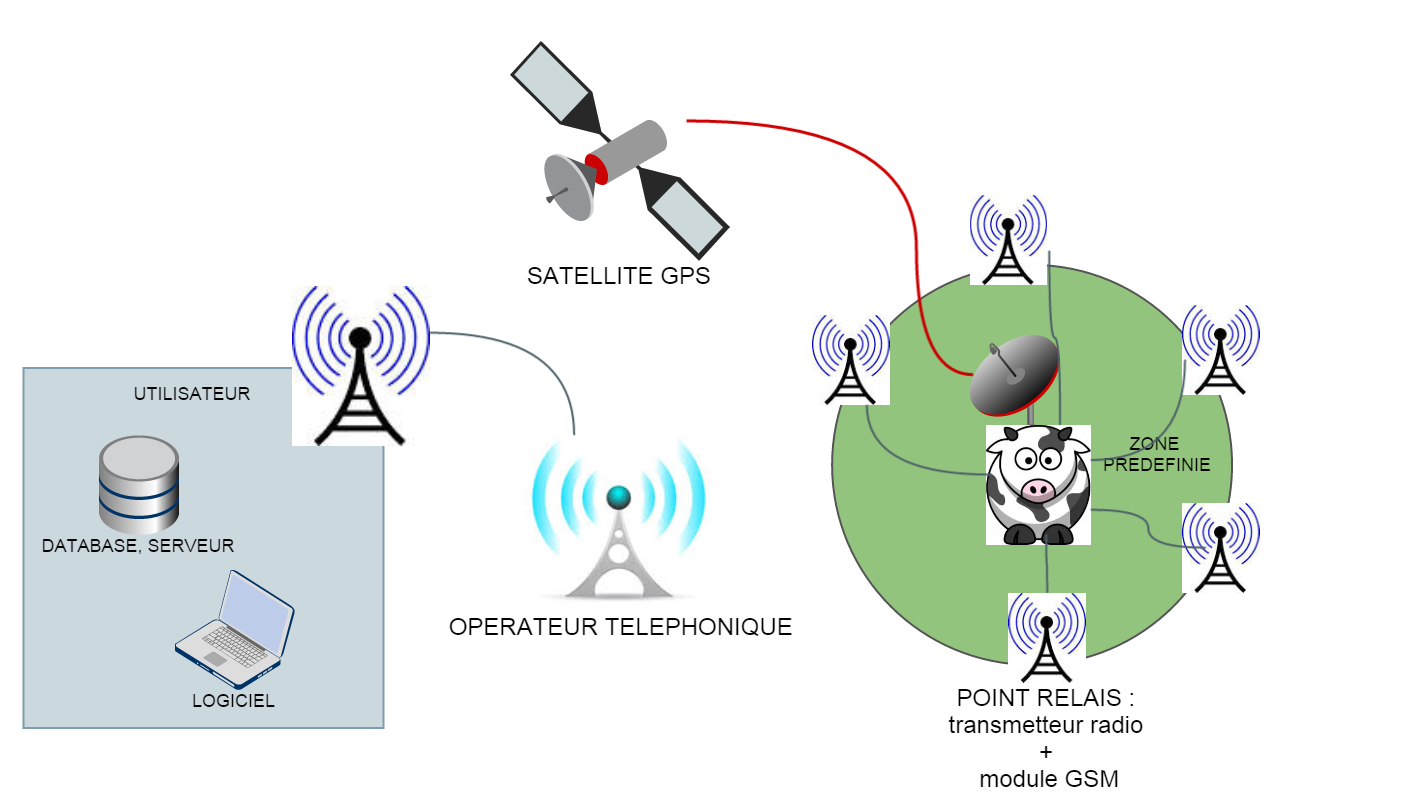 SATELLITE GPS
UTILISATEUR
DATABASE, SERVEUR
LOGICIEL
OPERATEUR TELEPHONIQUE
ZONE
PREDEFINIE
POINT RELAIS :
transmetteur radio
+
module GSM